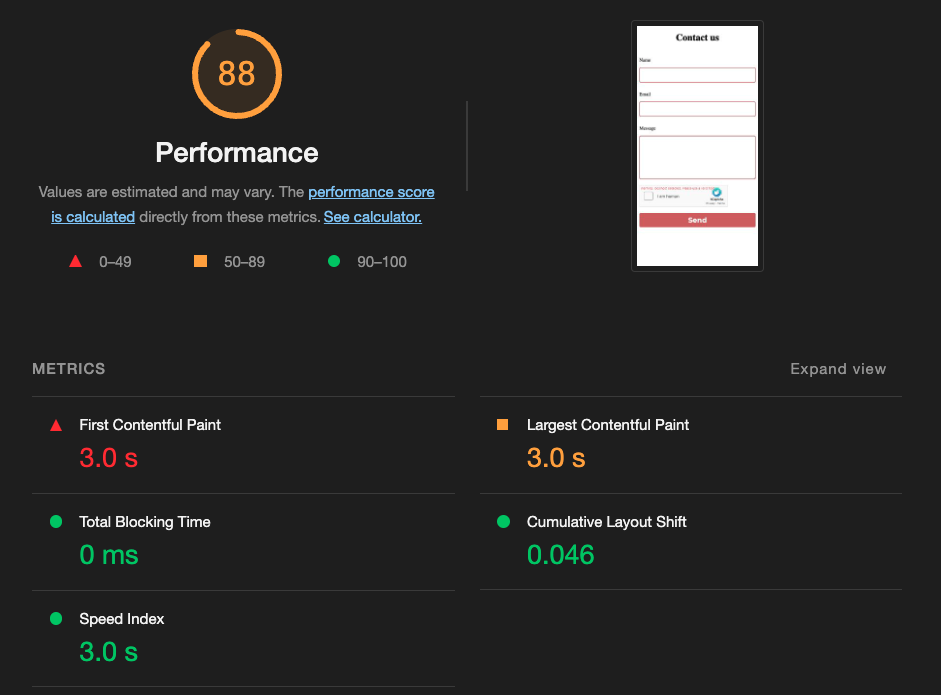 88
Performance
Values are estimated and may vary. The performance score
is calculated directly from these metrics. See calculator.
0–49
50–89
90–100
Contact us
Name
Email
Message
I am human
Send
METRICS
Expand view
First Contentful Paint
3.0 s
Largest Contentful Paint
3.0 s
Total Blocking Time
0 ms
Cumulative Layout Shift
0.046
Speed Index
3.0 s